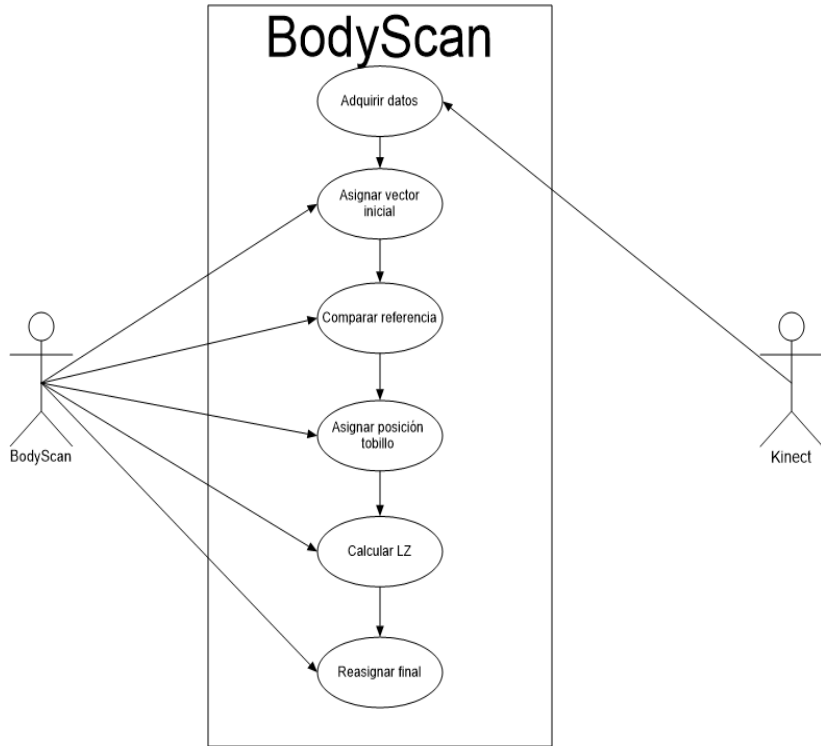 BodyScan
Adquirir datos
Asignar vector
inicial
Comparar referencia
Asignar posición
tobillo
BodyScan
Kinect
Calcular LZ
Reasignar final